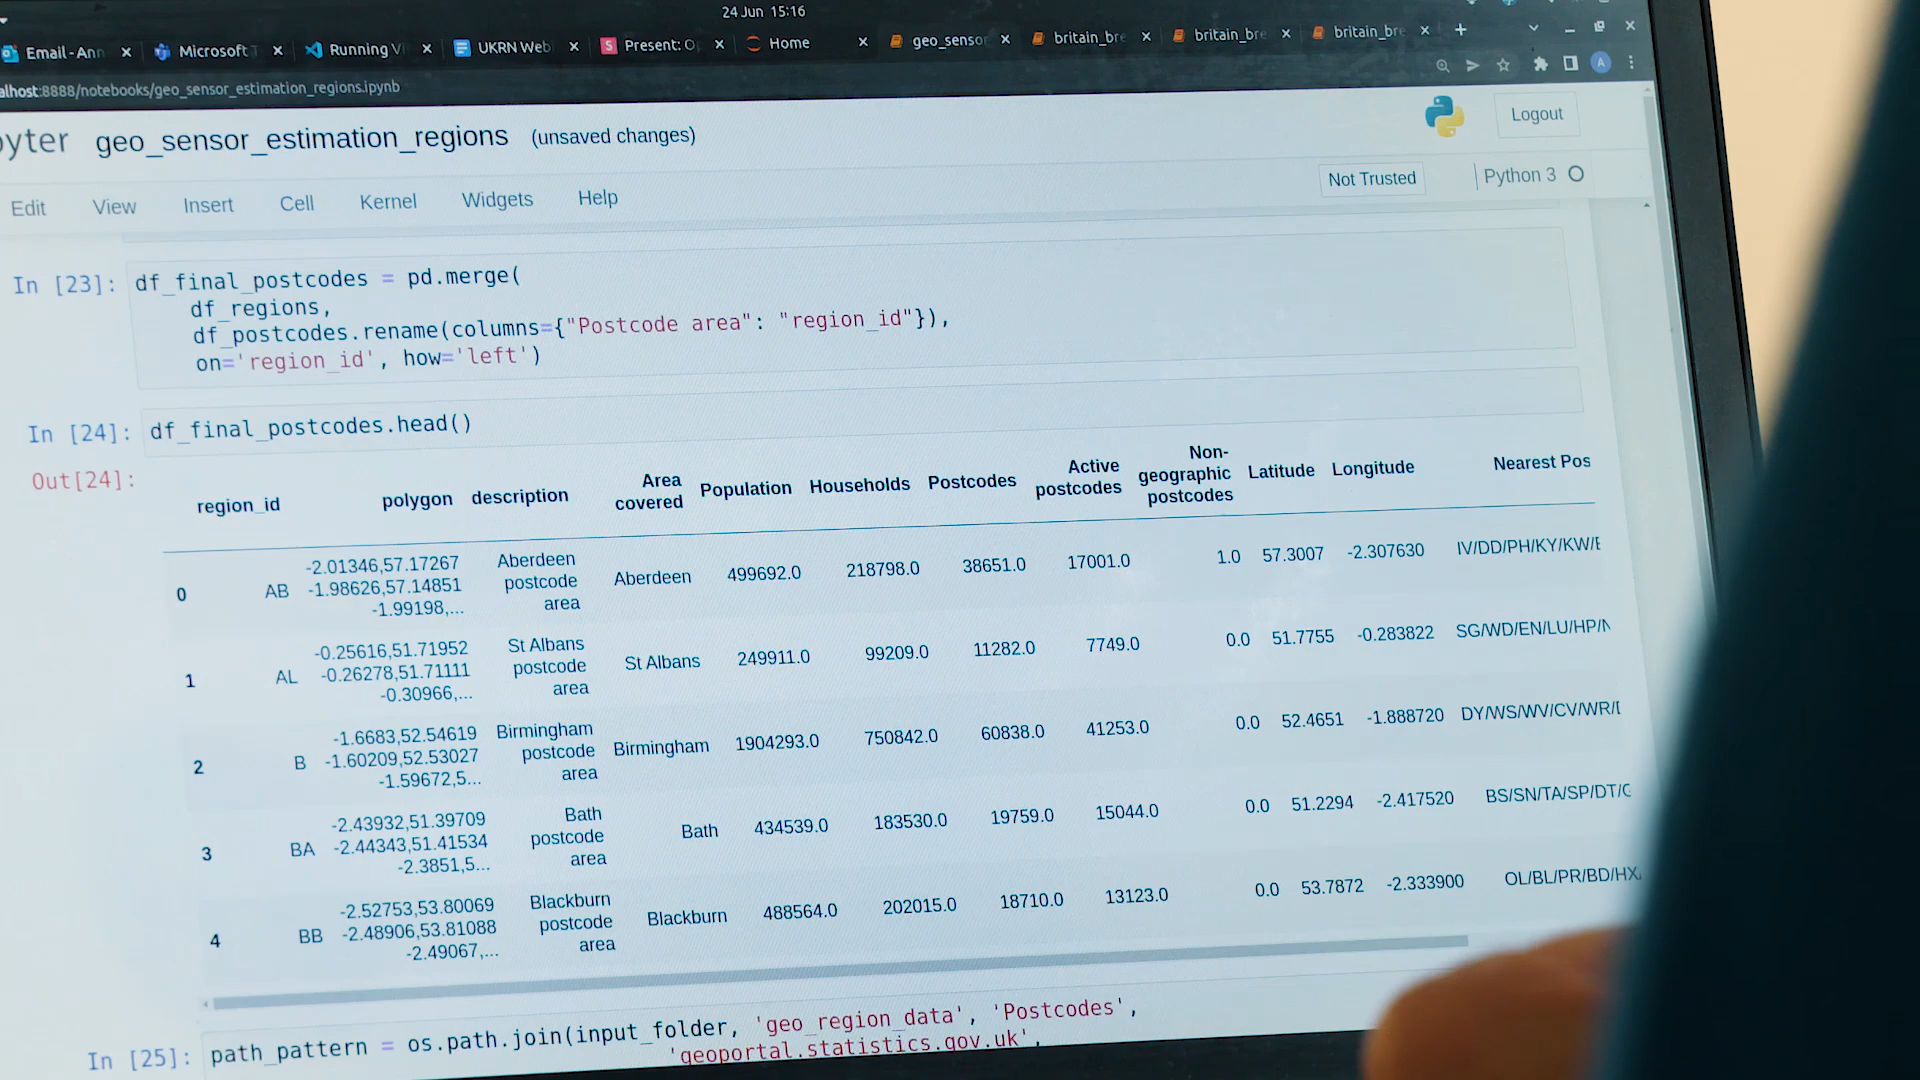 24 Jun 15:16
Email - Ann
Microsoft T
Running Vi
UKRN Web
Present: Op
Home
geo_sensor
britain_bre
britain_bre
britain_bre
A
alhost:8888/notebooks/geo_sensor_estimation_regions.ipynb
pyter geo_sensor_estimation_regions (unsaved changes)
Logout
Edit View Insert Cell Kernel Widgets Help
Not Trusted
Python 3
In [23]: df_final_postcodes = pd.merge(
df_regions,
df_postcodes.rename(columns={"Postcode area": "region_id"}),
on='region_id', how='left')
In [24]: df_final_postcodes.head()
Out[24]:
region_id polygon description Area covered Population Households Postcodes Active postcodes Non-geographic postcodes Latitude Longitude Nearest Pos
0 AB -2.01346,57.17267 -1.98626,57.14851 -1.99198,... Aberdeen postcode area Aberdeen 499692.0 218798.0 38651.0 17001.0 1.0 57.3007 -2.307630 IV/DD/PH/KY/KW/E
1 AL -0.25616,51.71952 -0.26278,51.71111 -0.30966,... St Albans postcode area St Albans 249911.0 99209.0 11282.0 7749.0 0.0 51.7755 -0.283822 SG/WD/EN/LU/HP/N
2 B -1.6683,52.54619 -1.60209,52.53027 -1.59672,5... Birmingham postcode area Birmingham 1904293.0 750842.0 60838.0 41253.0 0.0 52.4651 -1.888720 DY/WS/WV/CV/WR/
3 BA -2.43932,51.39709 -2.44343,51.41534 -2.3851,5... Bath postcode area Bath 434539.0 183530.0 19759.0 15044.0 0.0 51.2294 -2.417520 BS/SN/TA/SP/DT/
4 BB -2.52753,53.80069 -2.48906,53.81088 -2.49067,... Blackburn postcode area Blackburn 488564.0 202015.0 18710.0 13123.0 0.0 53.7872 -2.333900 OL/BL/PR/BD/HX
In [25]: path_pattern = os.path.join(input_folder, 'geo_region_data', 'Postcodes',
'geoportal.statistics.gov.uk',